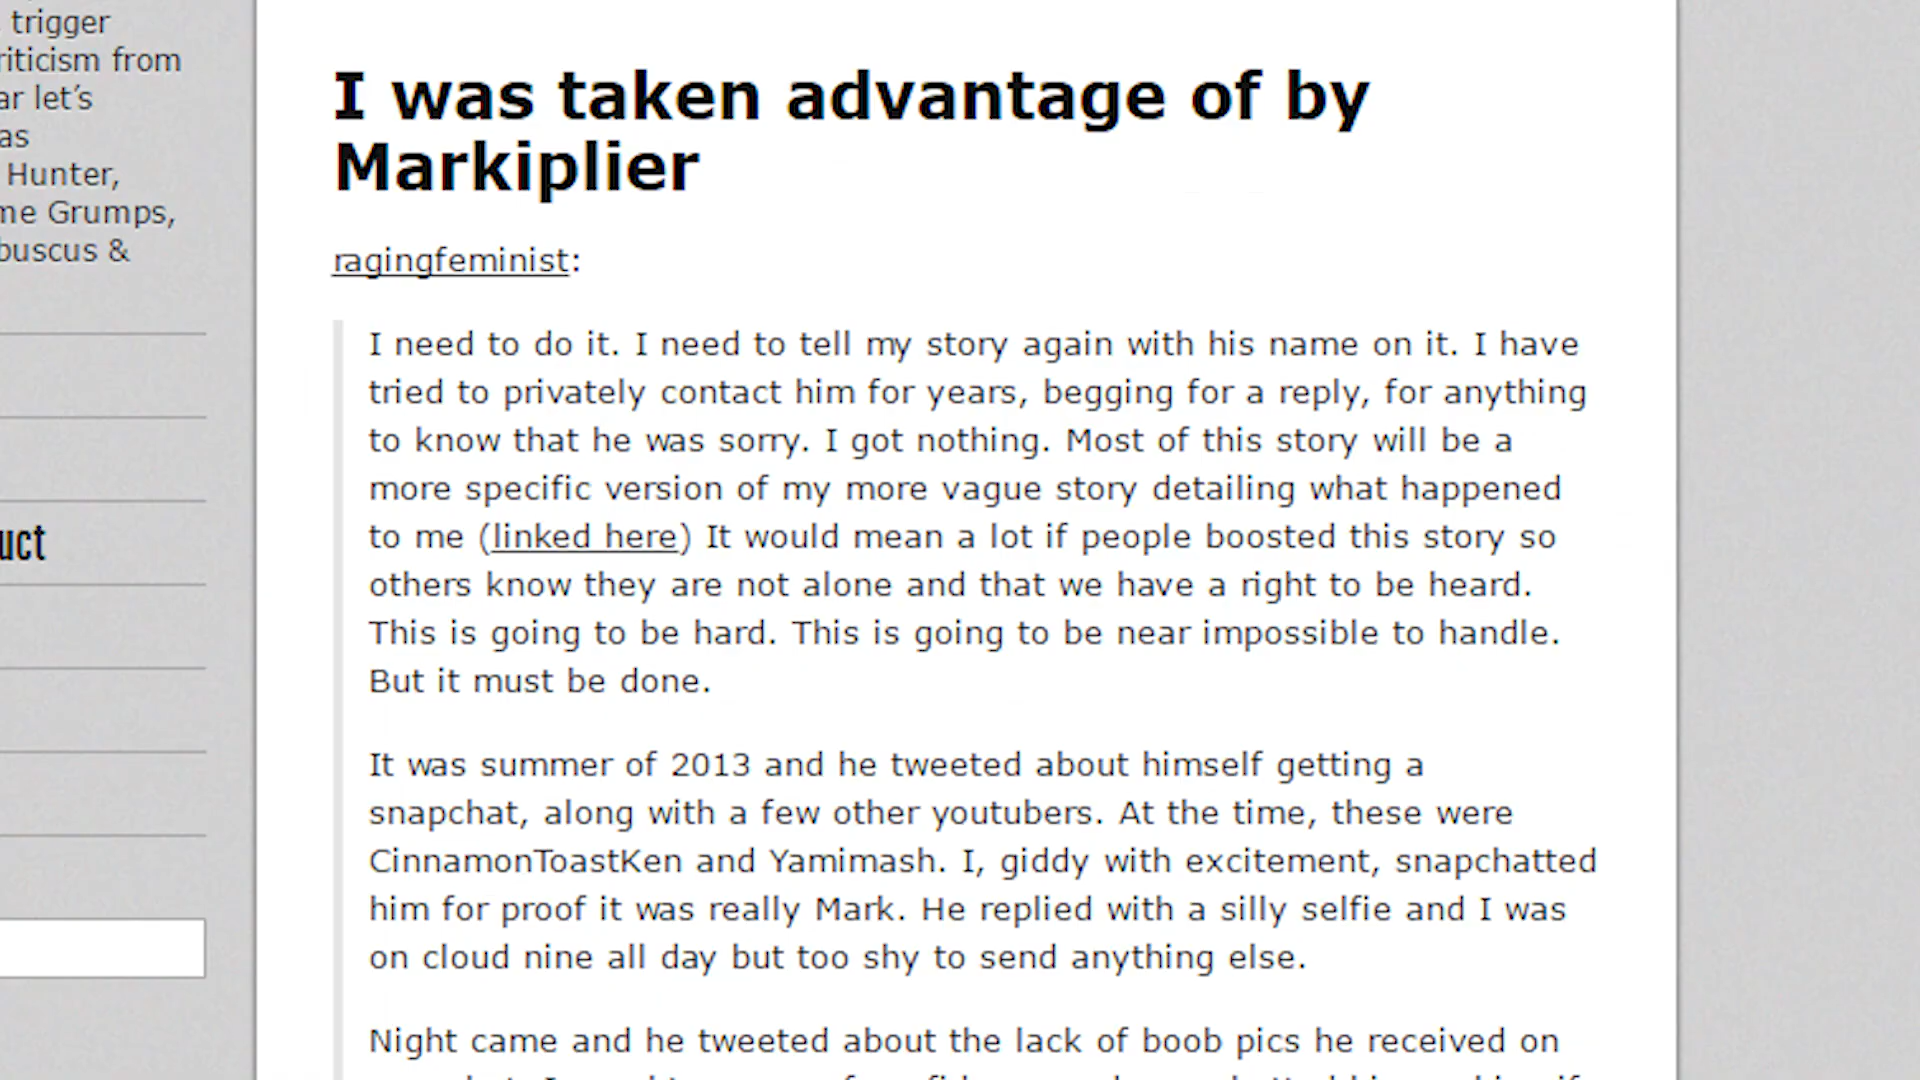 trigger
riticism from
ar let's
as
Hunter,
me Grumps,
buscus &
uct
I was taken advantage of by
Markiplier
ragingfeminist:
I need to do it. I need to tell my story again with his name on it. I have
tried to privately contact him for years, begging for a reply, for anything
to know that he was sorry. I got nothing. Most of this story will be a
more specific version of my more vague story detailing what happened
to me (linked here) It would mean a lot if people boosted this story so
others know they are not alone and that we have a right to be heard.
This is going to be hard. This is going to be near impossible to handle.
But it must be done.
It was summer of 2013 and he tweeted about himself getting a
snapchat, along with a few other youtubers. At the time, these were
CinnamonToastKen and Yamimash. I, giddy with excitement, snapchatted
him for proof it was really Mark. He replied with a silly selfie and I was
on cloud nine all day but too shy to send anything else.
Night came and he tweeted about the lack of boob pics he received on